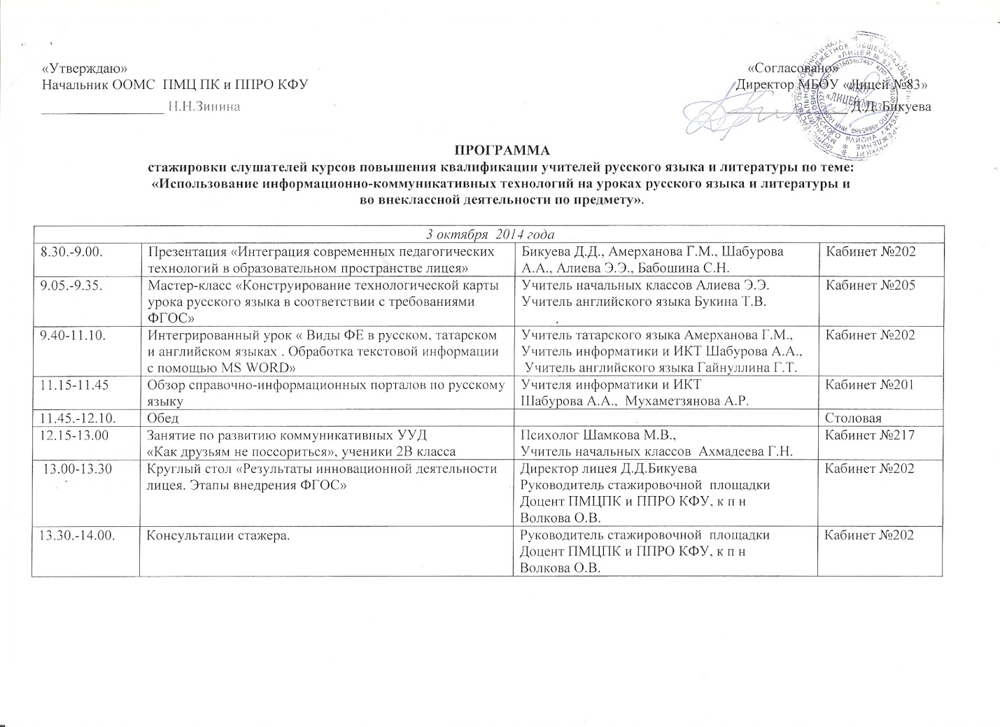 «Утверждаю»
Начальник ООМС ПМЦ ПК и ППРО КФУ
_________________ Н.Н.Зинина
«Согласовано»
Директор МБОУ «Лицей №83»
_________________ Д.Д. Бикуева
МБОУ
«ЛИЦЕЙ №83»
ПРОГРАММА
стажировки слушателей курсов повышения квалификации учителей русского языка и литературы по теме:
«Использование информационно-коммуникативных технологий на уроках русского языка и литературы и
во внеклассной деятельности по предмету».
3 октября 2014 года
8.30.-9.00.
Презентация «Интеграция современных педагогических
технологий в образовательном пространстве лицея»
Бикуева Д.Д., Амерханова Г.М., Шабурова
А.А., Алиева Э.Э., Бабошина С.Н.
Кабинет №202
9.05.-9.35.
Мастер-класс «Конструирование технологической карты
урока русского языка в соответствии с требованиями
ФГОС»
Учитель начальных классов Алиева Э.Э.
Учитель английского языка Букина Т.В.
Кабинет №205
9.40-11.10.
Интегрированный урок « Виды ФЕ в русском, татарском
и английском языках . Обработка текстовой информации
с помощью MS WORD»
Учитель татарского языка Амерханова Г.М.,
Учитель информатики и ИКТ Шабурова А.А.,
Учитель английского языка Гайнуллина Г.Т.
Кабинет №202
11.15-11.45
Обзор справочно-информационных порталов по русскому
языку
Учителя информатики и ИКТ
Шабурова А.А., Мухаметзянова А.Р.
Кабинет №201
11.45.-12.10.
Обед
Столовая
12.15-13.00
Занятие по развитию коммуникативных УУД
«Как друзьям не поссориться», ученики 2В класса
Психолог Шамкова М.В.,
Учитель начальных классов Ахмадеева Г.Н.
Кабинет №217
13.00-13.30
Круглый стол «Результаты инновационной деятельности
лицея. Этапы внедрения ФГОС»
Директор лицея Д.Д.Бикуева
Руководитель стажировочной площадки
Доцент ПМЦПК и ППРО КФУ, к п н
Волкова О.В.
Кабинет №202
13.30.-14.00.
Консультации стажера.
Руководитель стажировочной площадки
Доцент ПМЦПК и ППРО КФУ, к п н
Волкова О.В.
Кабинет №202